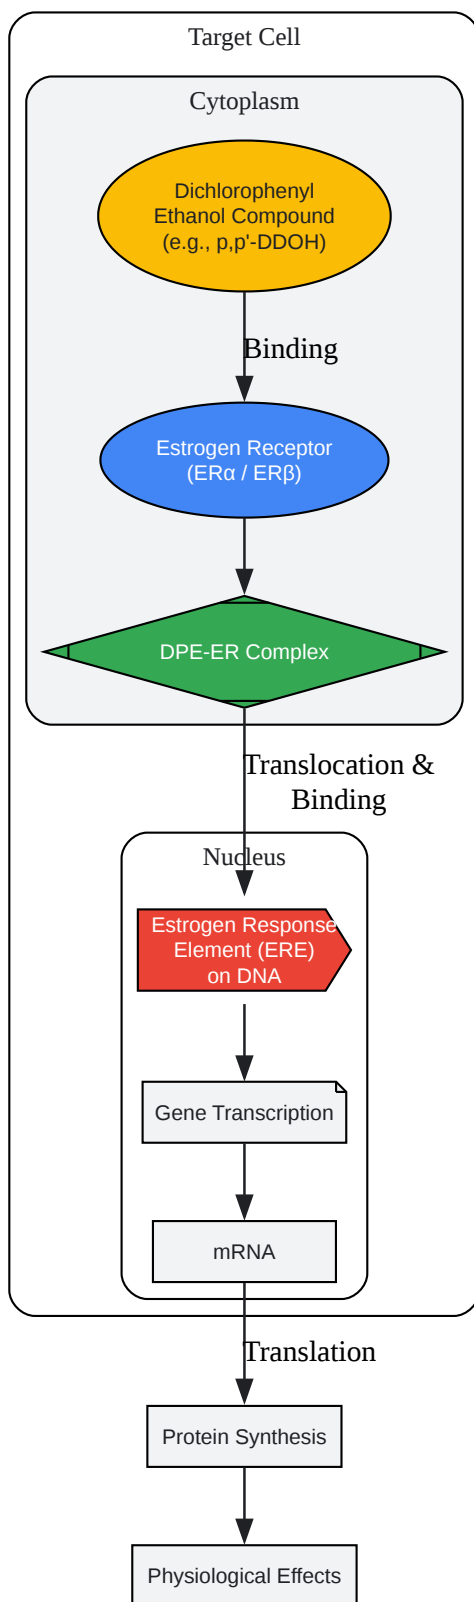 Target Cell
Cytoplasm
Dichlorophenyl
Ethanol Compound
(e.g., p,p'-DDOH)
Binding
Estrogen Receptor
(ERα / ERβ)
DPE-ER Complex
Translocation &
Binding
Nucleus
Estrogen Response
Element (ERE)
on DNA
Gene Transcription
mRNA
Translation
Protein Synthesis
Physiological Effects